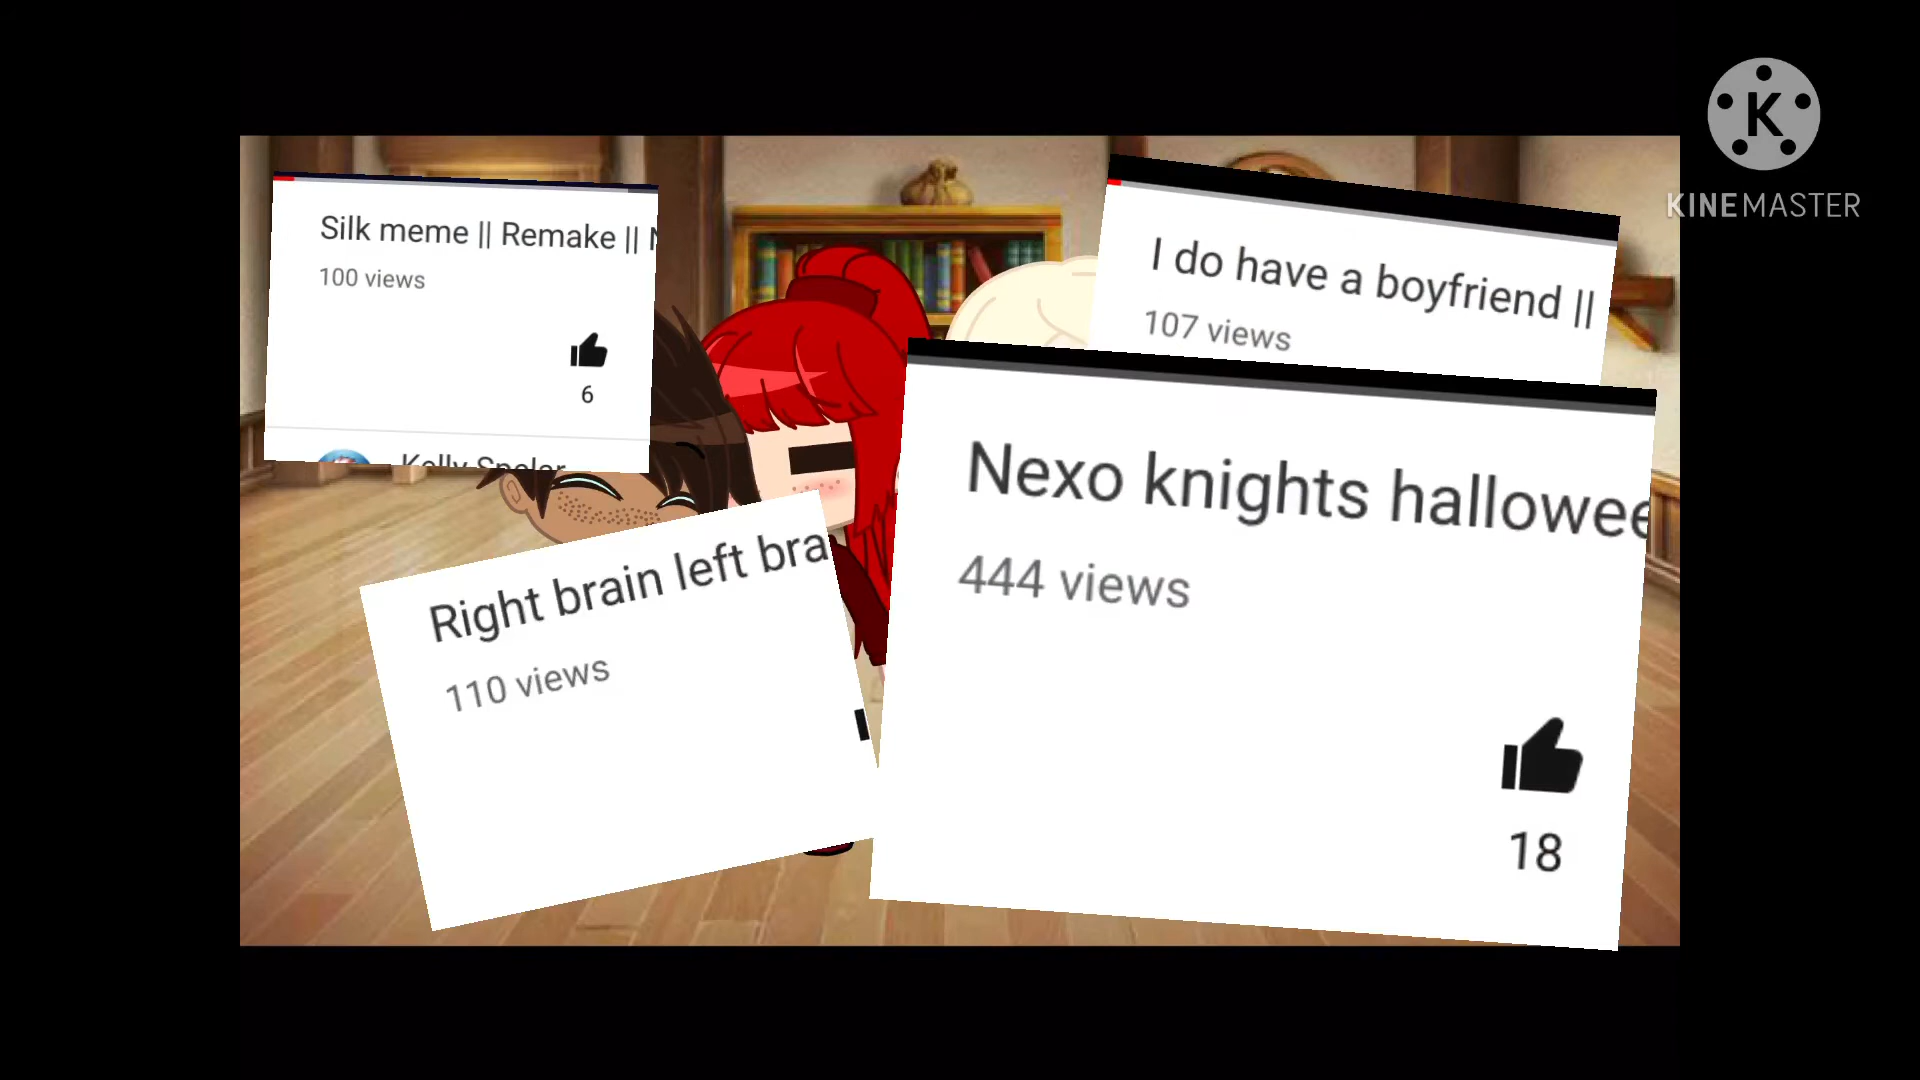 K
KINEMASTER
Silk meme || Remake ||
100 views
6
I do have a boyfriend ||
107 views
Nexo knights hallowee
444 views
18
Right brain left bra
110 views